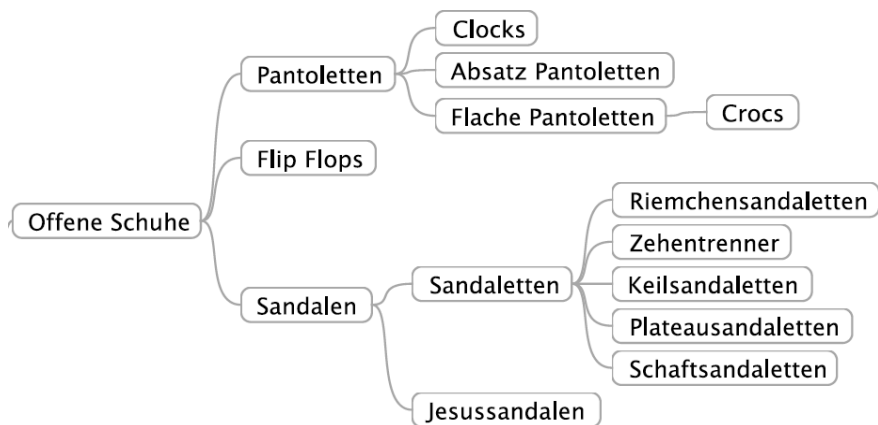 Clocks
Pantoletten
Absatz Pantoletten
Flache Pantoletten
Crocs
Flip Flops
Offene Schuhe
Riemchensandaletten
Zehentrenner
Sandaletten
Keilsandaletten
Sandalen
Plateausandaletten
Schaftsandaletten
Jesussandalen